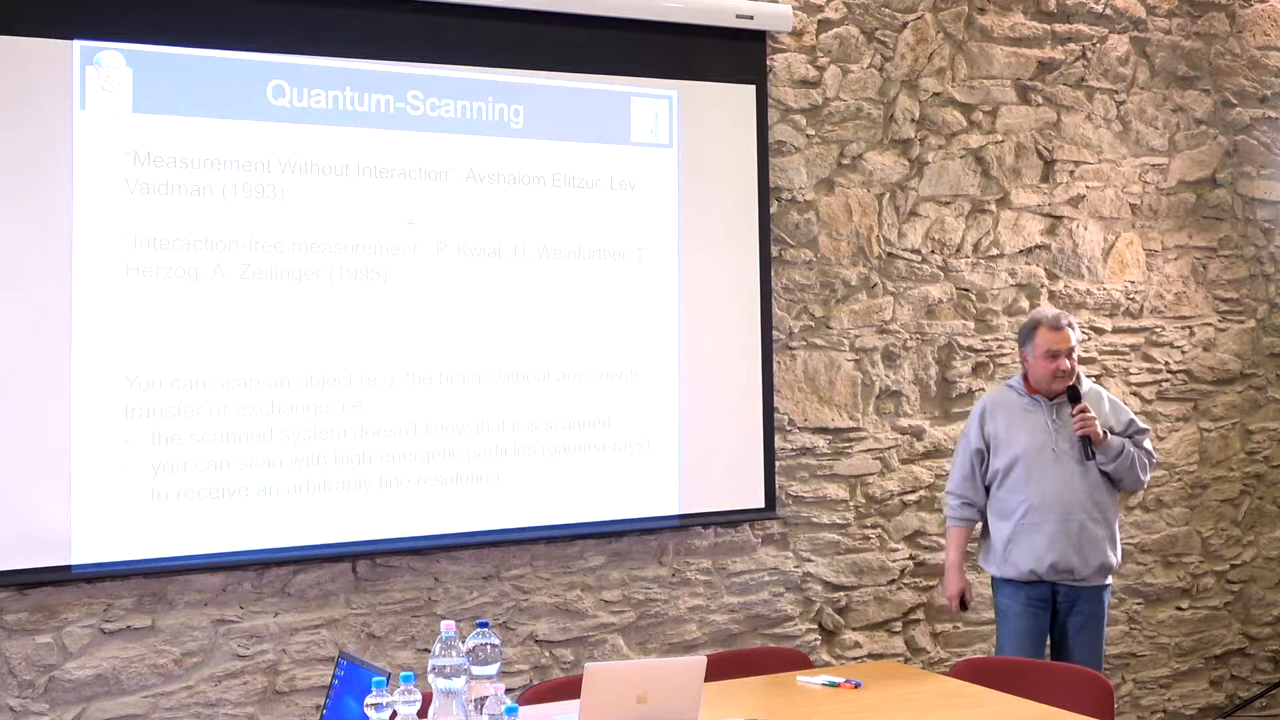 Quantum-Scanning
"Measurement Without Interaction", Avshalom Elitzur, Lev
Vaidman (1993)
+
"Interaction-free measurement", P. Kwiat, H. Weinfurther, T.
Herzog, A. Zeilinger (1995)
You can scan an object (e.g. the brain) without any energy
transfer or exchange, i.e.
- the scanned system doesn't know that it is scanned
you can scan with high-energetic particles (gamma-rays)
to receive an arbitrarily fine resolution